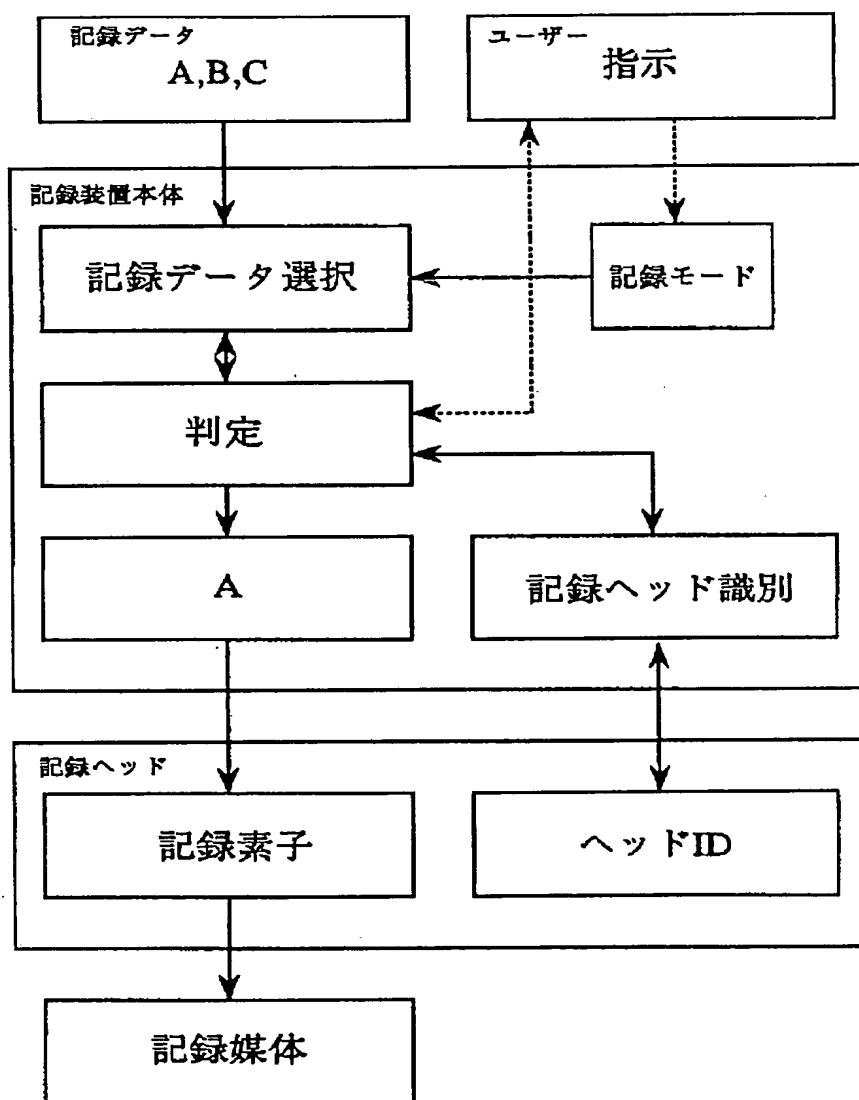 記録データ
A,B,C
ユーザー
指示
記録装置本体
記録データ選択
記録モード
判定
A
記録ヘッド識別
記録ヘッド
記録素子
ヘッドID
記録媒体